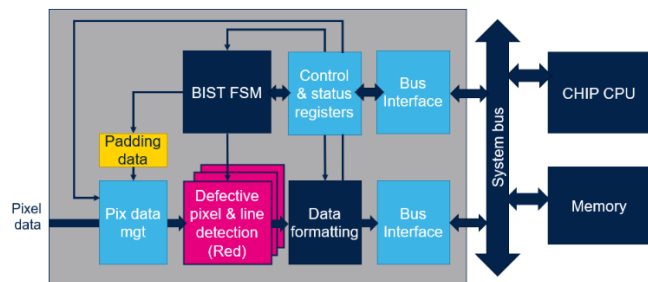 BIST FSM
Control
& status
registers
Bus
Interface
System bus
CHIP CPU
Padding
data
Pixel
data
Pix data
mgt
Defective
pixel & line
detection
(Red)
Data
formatting
Bus
Interface
Memory